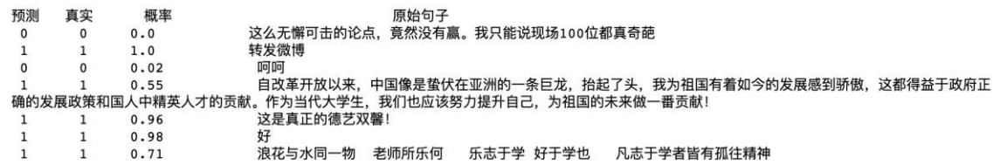 预测 真实 概率 原始句子
0 0 0.0 这么无懈可击的论点，竟然没有赢。我只能说现场100位都真奇葩
1 1 1.0 转发微博
0 0 0.02 呵呵
1 1 0.55 自改革开放以来，中国像是蛰伏在亚洲的一条巨龙，抬起了头，我为祖国有着如今的发展感到骄傲，这都得益于政府正
确的发展政策和国人中精英人才的贡献。作为当代大学生，我们也应该努力提升自己，为祖国的未来做一番贡献！
1 1 0.96 这是真正的德艺双馨！
1 1 0.98 好
1 1 0.71 浪花与水同一物 老师所乐何 乐志于学 好于学也 凡志于学者皆有孤往精神